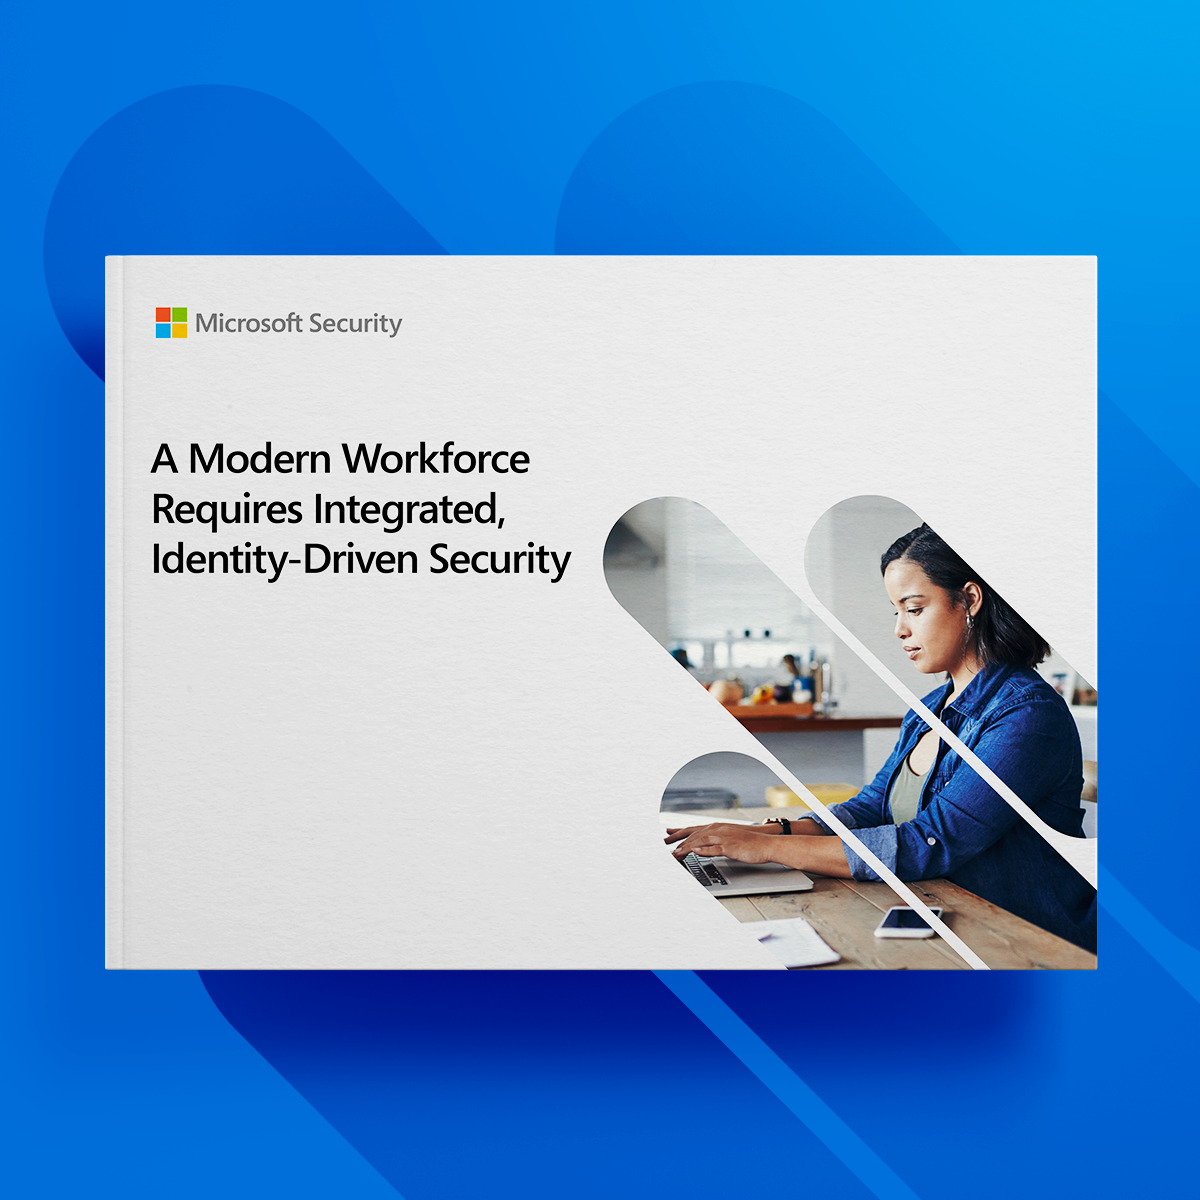 Microsoft Security
A Modern Workforce
Requires Integrated,
Identity-Driven Security